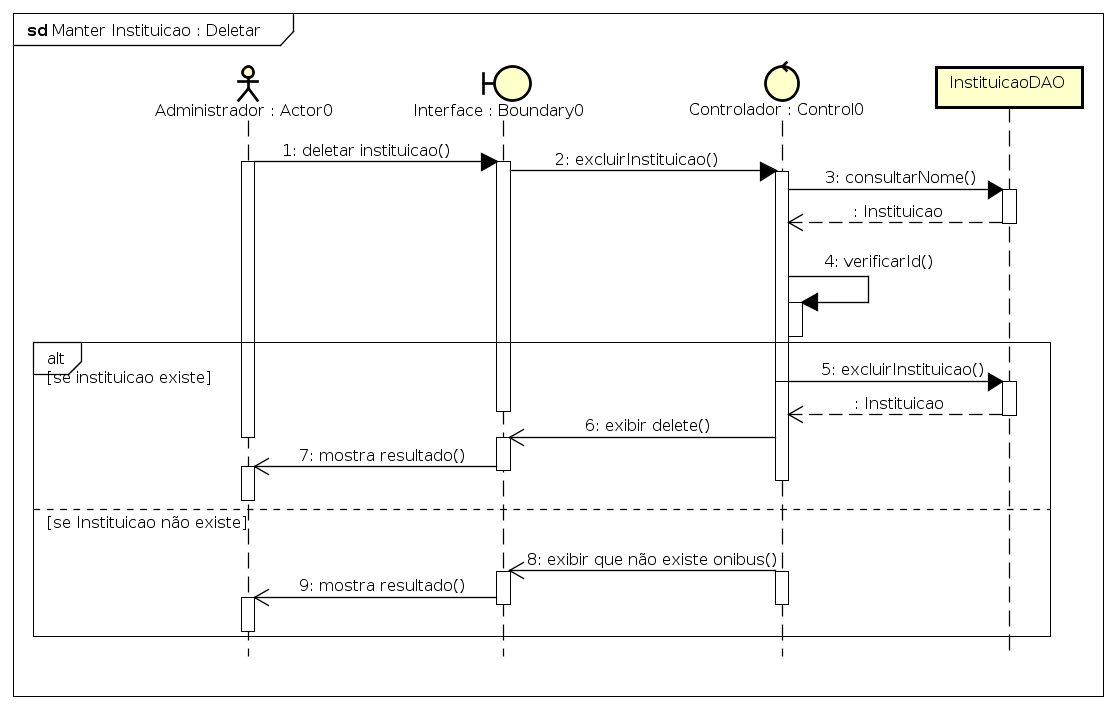 sd Manter Instituicao : Deletar
Administrador : Actor0
Interface : Boundary0
Controlador : Control0
InstituicaoDAO
1: deletar instituicao()
2: excluirInstituicao()
3: consultarNome()
: Instituicao
4: verificarId()
alt
[se instituicao existe]
5: excluirInstituicao()
: Instituicao
6: exibir delete()
7: mostra resultado()
[se Instituicao não existe]
8: exibir que não existe onibus()
9: mostra resultado()